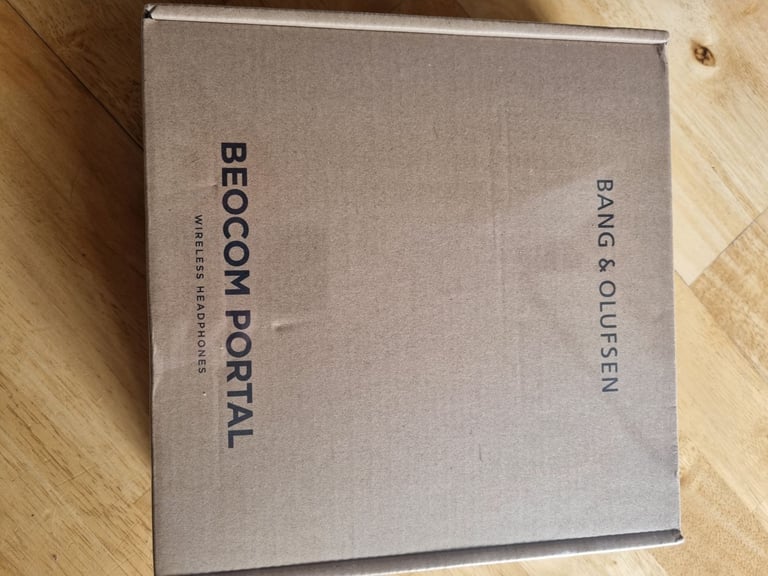 BANG & OLUFSEN
BEOCOM PORTAL
WIRELESS HEADPHONES